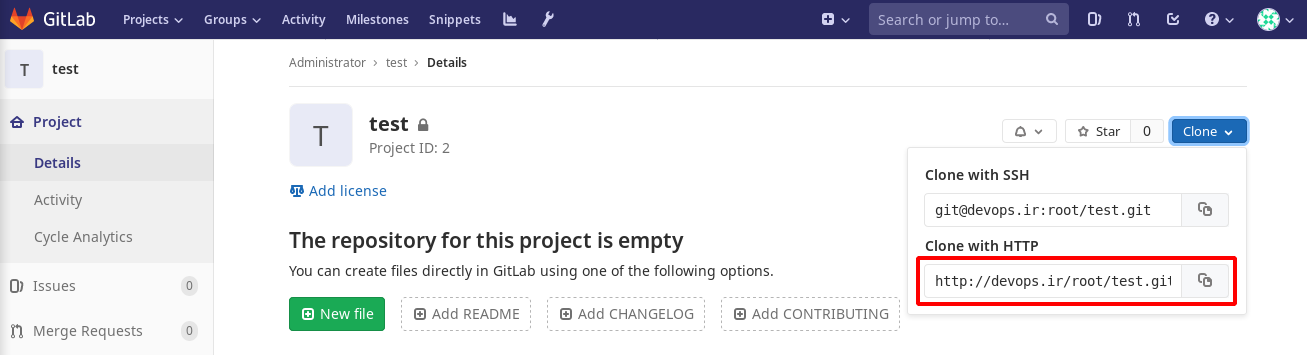 GitLab Projects Groups Activity Milestones Snippets Search or jump to...
T test
Administrator > test > Details
Project
Details
Activity
Cycle Analytics
Issues 0
Merge Requests 0
T
test
Project ID: 2
Star 0 Clone
Add license
Clone with SSH
git@devops.ir:root/test.git
Clone with HTTP
http://devops.ir/root/test.git
The repository for this project is empty
You can create files directly in GitLab using one of the following options.
New file Add README Add CHANGELOG Add CONTRIBUTING